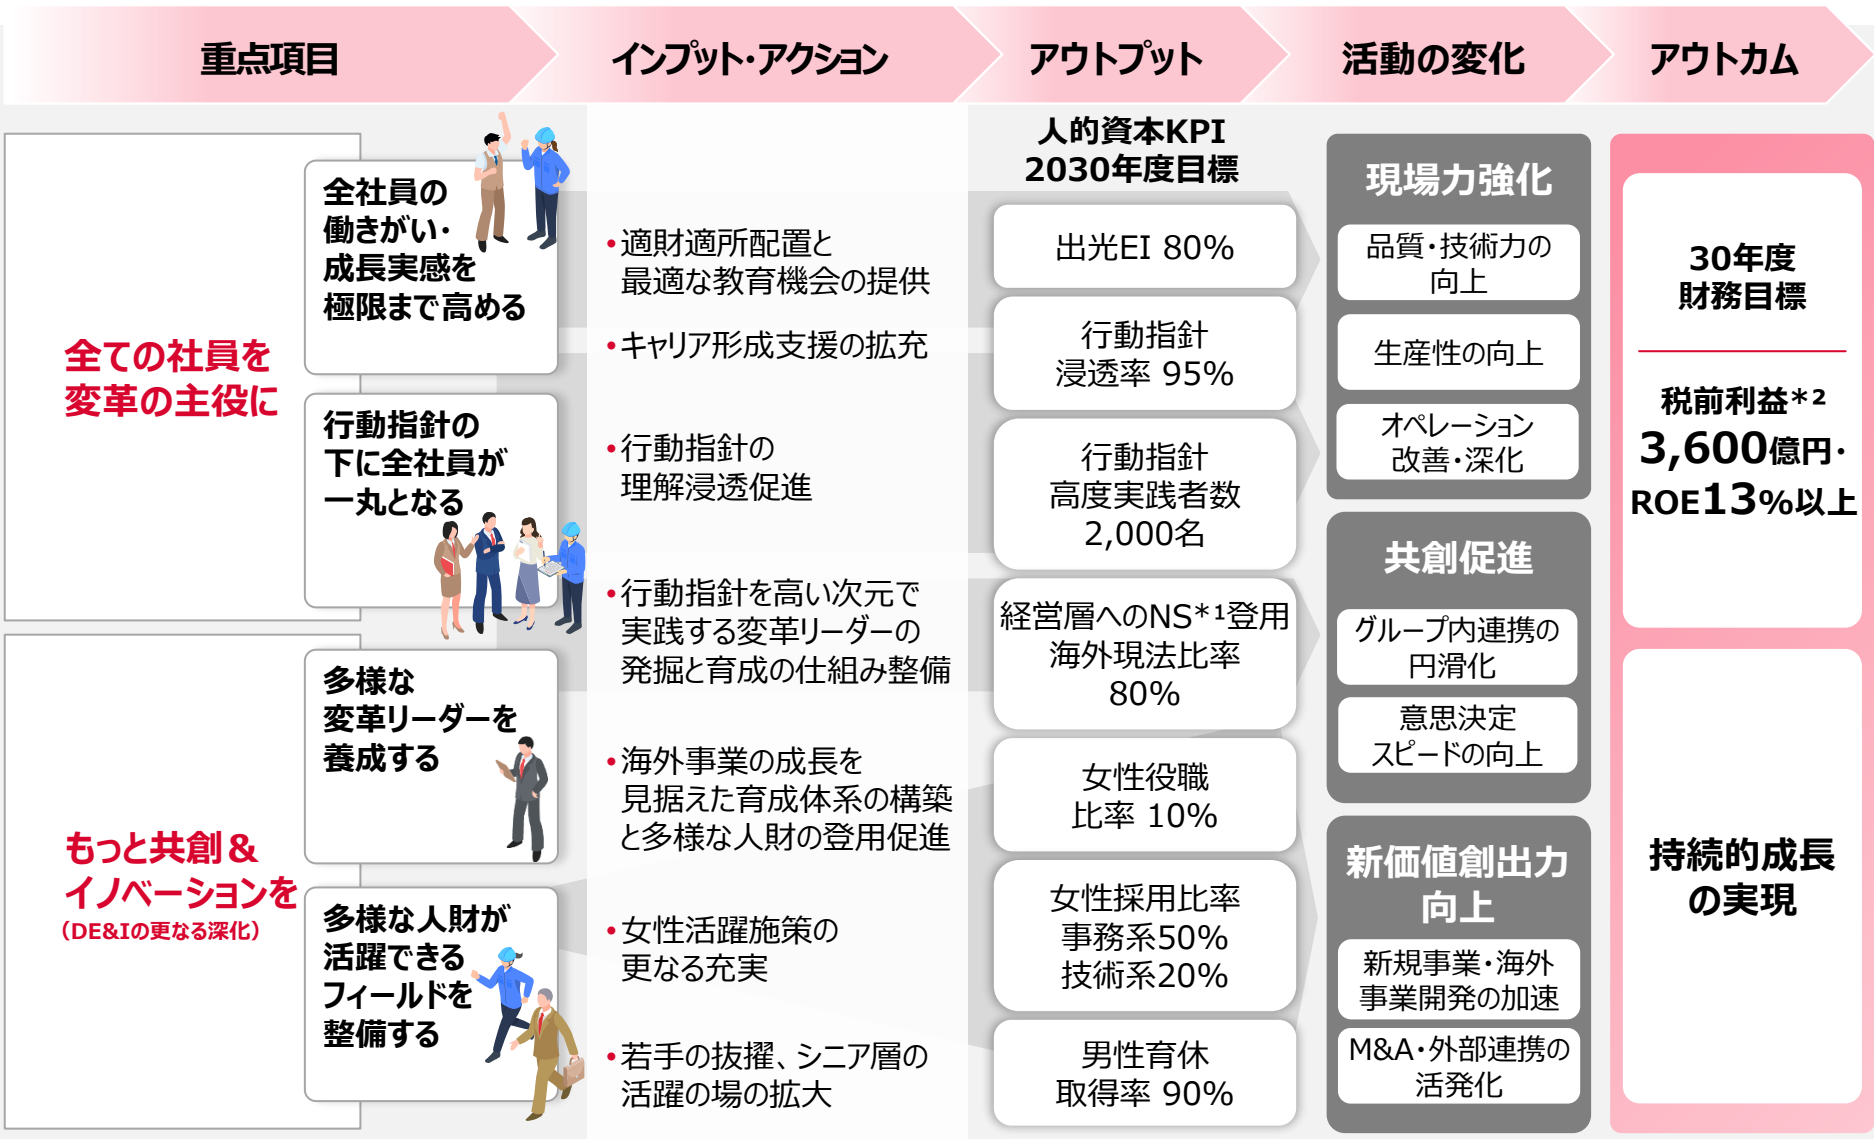 重点項目
インプット・アクション
アウトプット
活動の変化
アウトカム
全ての社員を
変革の主役に
全社員の
働きがい・
成長実感を
極限まで高める
行動指針の
下に全社員が
一丸となる
もっと共創＆
イノベーションを
（DE&Iの更なる深化）
多様な
変革リーダーを
養成する
多様な人財が
活躍できる
フィールドを
整備する
•適財適所配置と
最適な教育機会の提供
•キャリア形成支援の拡充
•行動指針の
理解浸透促進
•行動指針を高い次元で
実践する変革リーダーの
発掘と育成の仕組み整備
•海外事業の成長を
見据えた育成体系の構築
と多様な人財の登用促進
•女性活躍施策の
更なる充実
•若手の抜擢、シニア層の
活躍の場の拡大
人的資本KPI
2030年度目標
出光EI 80%
行動指針
浸透率 95%
行動指針
高度実践者数
2,000名
経営層へのNS*1登用
海外現法比率
80%
女性役職
比率 10%
女性採用比率
事務系50%
技術系20%
男性育休
取得率 90%
現場力強化
品質・技術力の
向上
生産性の向上
オペレーション
改善・深化
共創促進
グループ内連携の
円滑化
意思決定
スピードの向上
新価値創出力
向上
新規事業・海外
事業開発の加速
M&A・外部連携の
活発化
30年度
財務目標
税前利益*2
3,600億円・
ROE13%以上
持続的成長
の実現